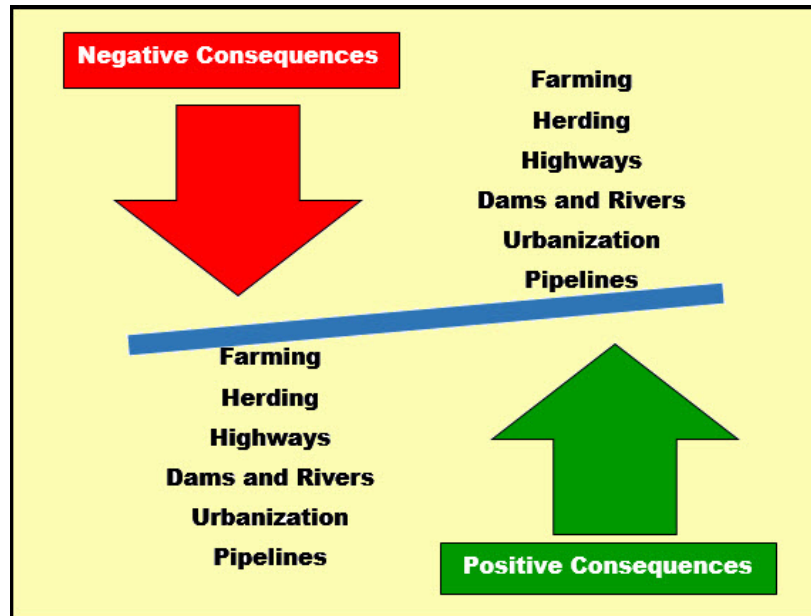 Negative Consequences
Farming
Herding
Highways
Dams and Rivers
Urbanization
Pipelines
Farming
Herding
Highways
Dams and Rivers
Urbanization
Pipelines
Positive Consequences